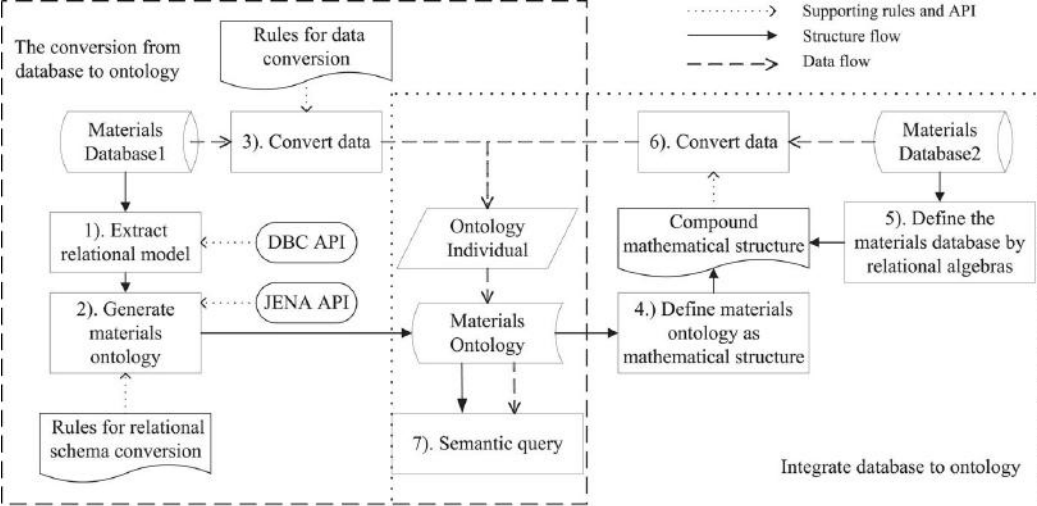 Supporting rules and API
Structure flow
Data flow
The conversion from
database to ontology
Rules for data
conversion
Materials
Database1
3). Convert data
6). Convert data
Materials
Database2
1). Extract
relational model
DBC API
Ontology
Individual
Compound
mathematical structure
5). Define the
materials database by
relational algebras
2). Generate
materials
ontology
JENA API
Materials
Ontology
4.) Define materials
ontology as
mathematical structure
Rules for relational
schema conversion
7). Semantic query
Integrate database to ontology